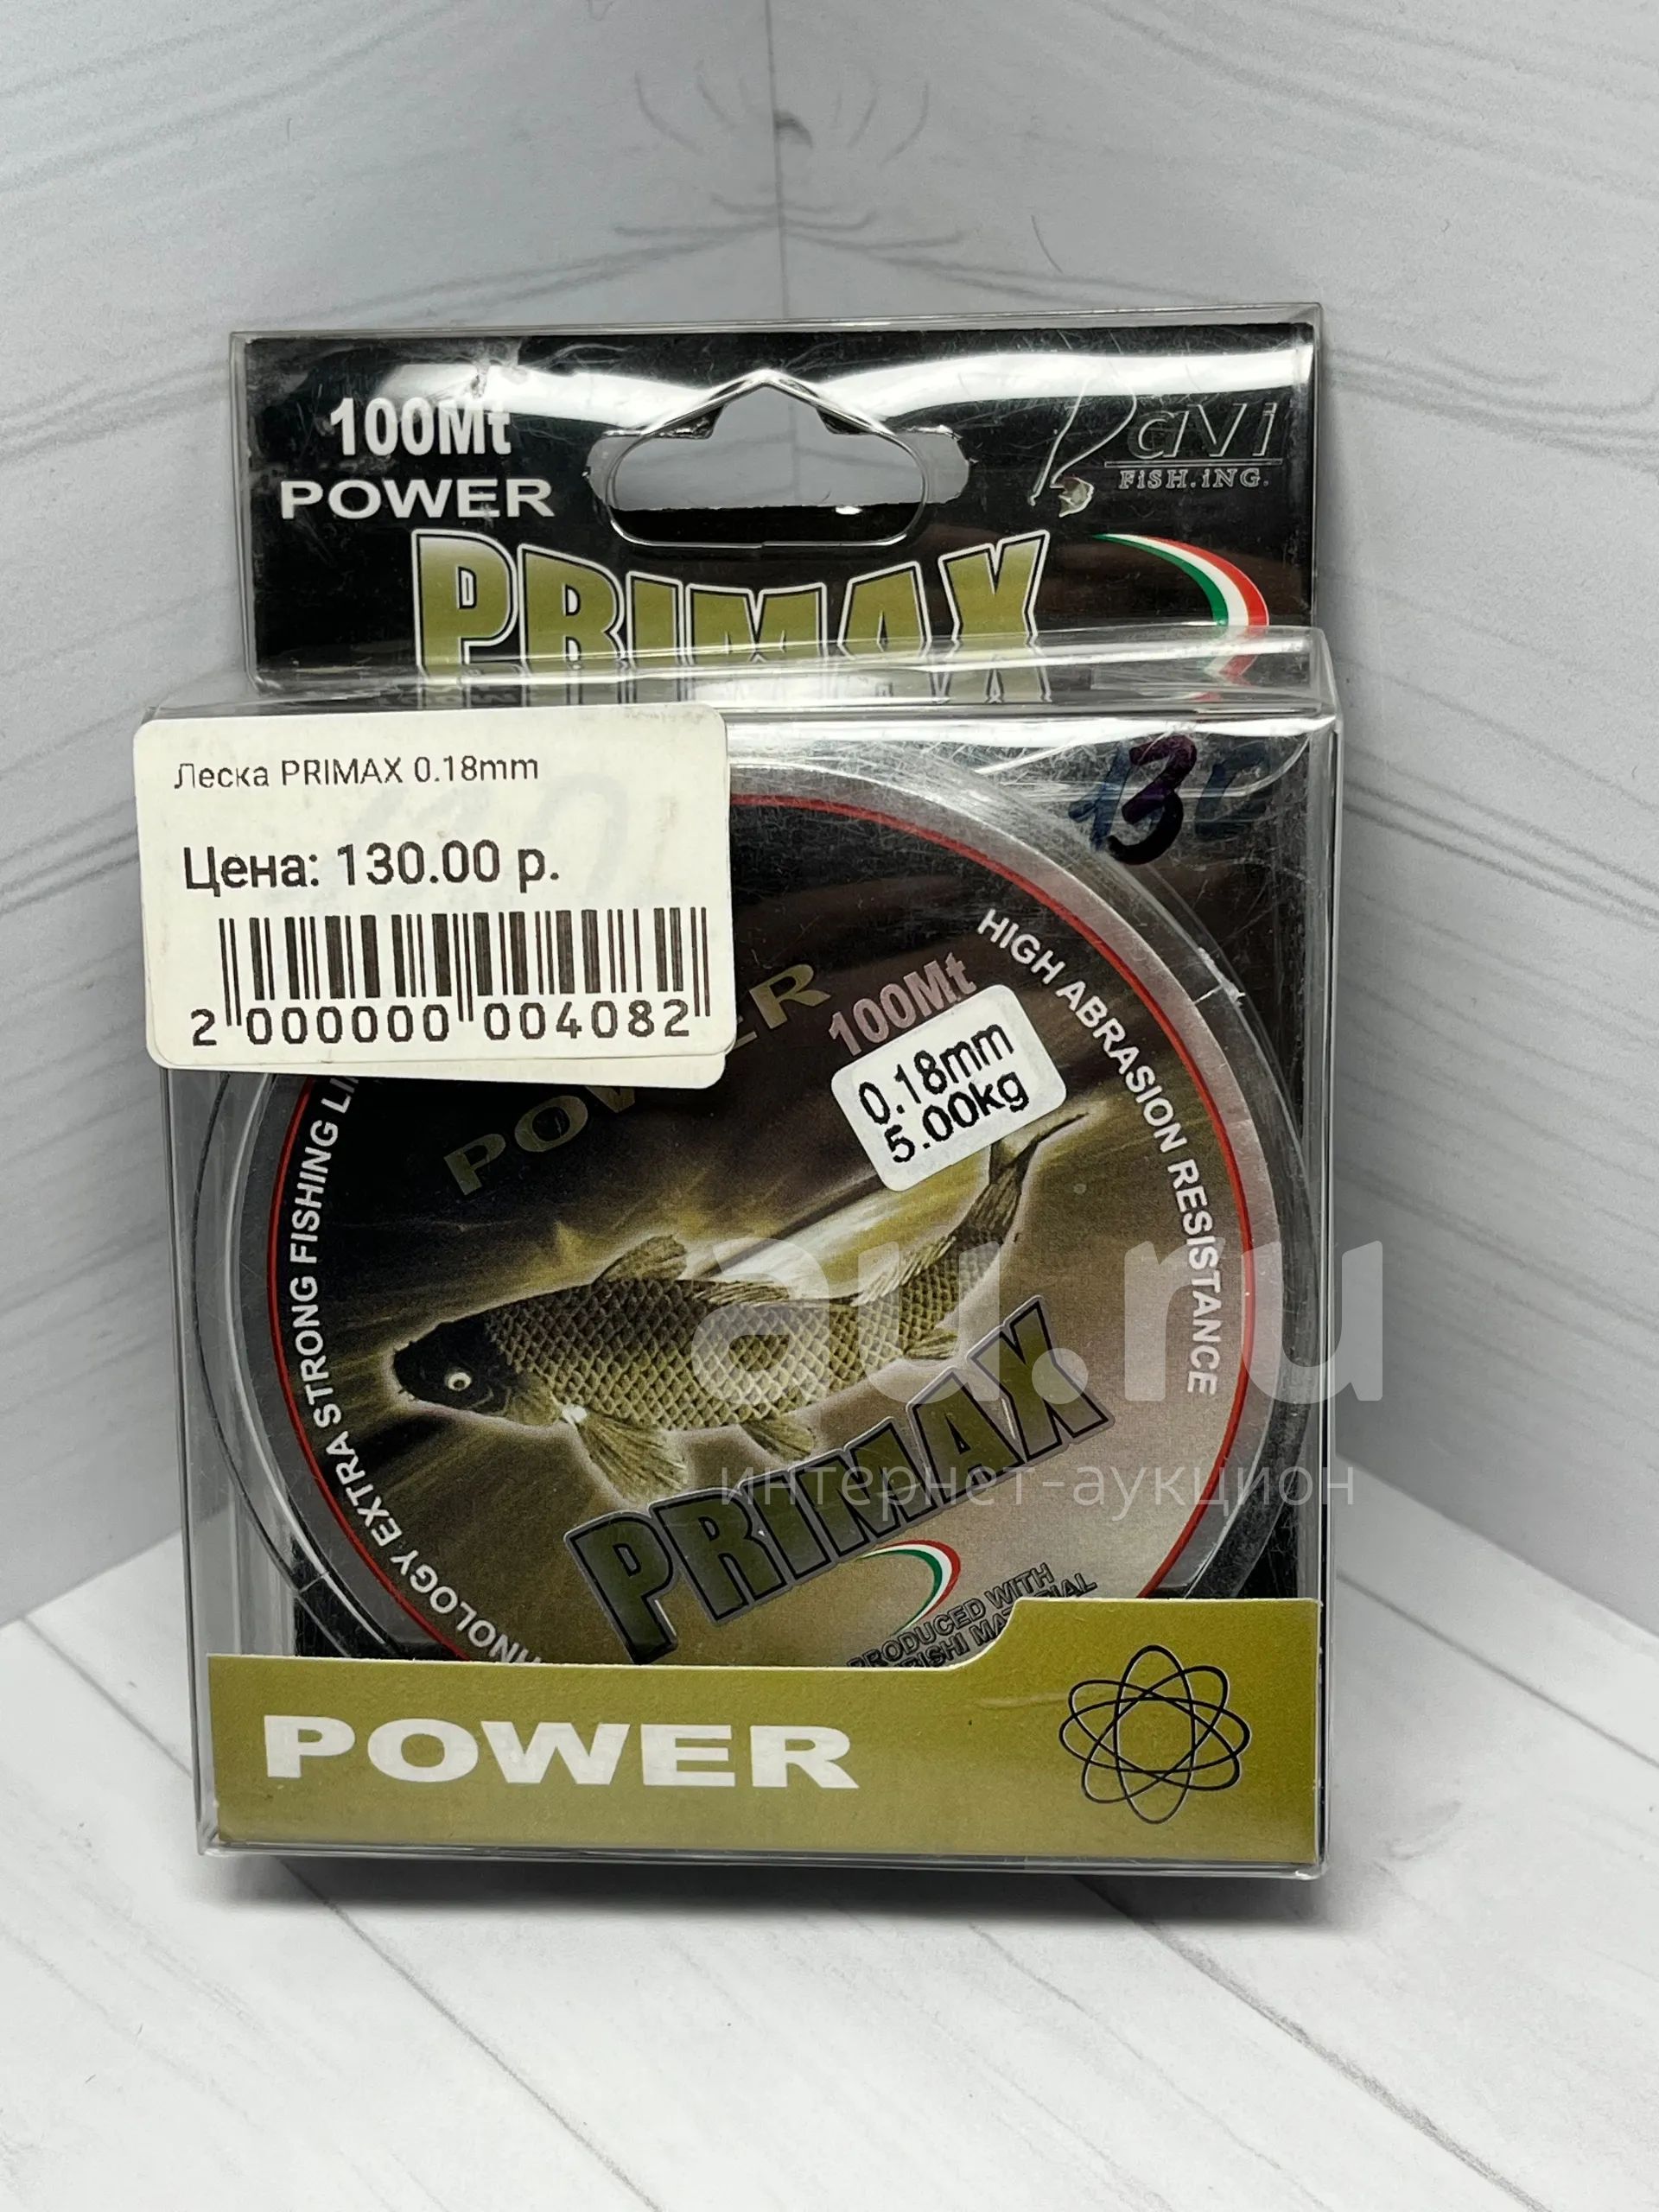 100Mt
POWER
PaVi
FiSH.iNG.
PRIMAX
Леска PRIMAX 0.18mm
Цена: 130.00 р.
2 000000 004082
POWER
100Mt
0.18mm
5.00kg
HIGH ABRASION RESISTANCE
EXTRA STRONG FISHING
au.ru
интернет-аукцион
PRIMAX
PRODUCED WITH
POWER